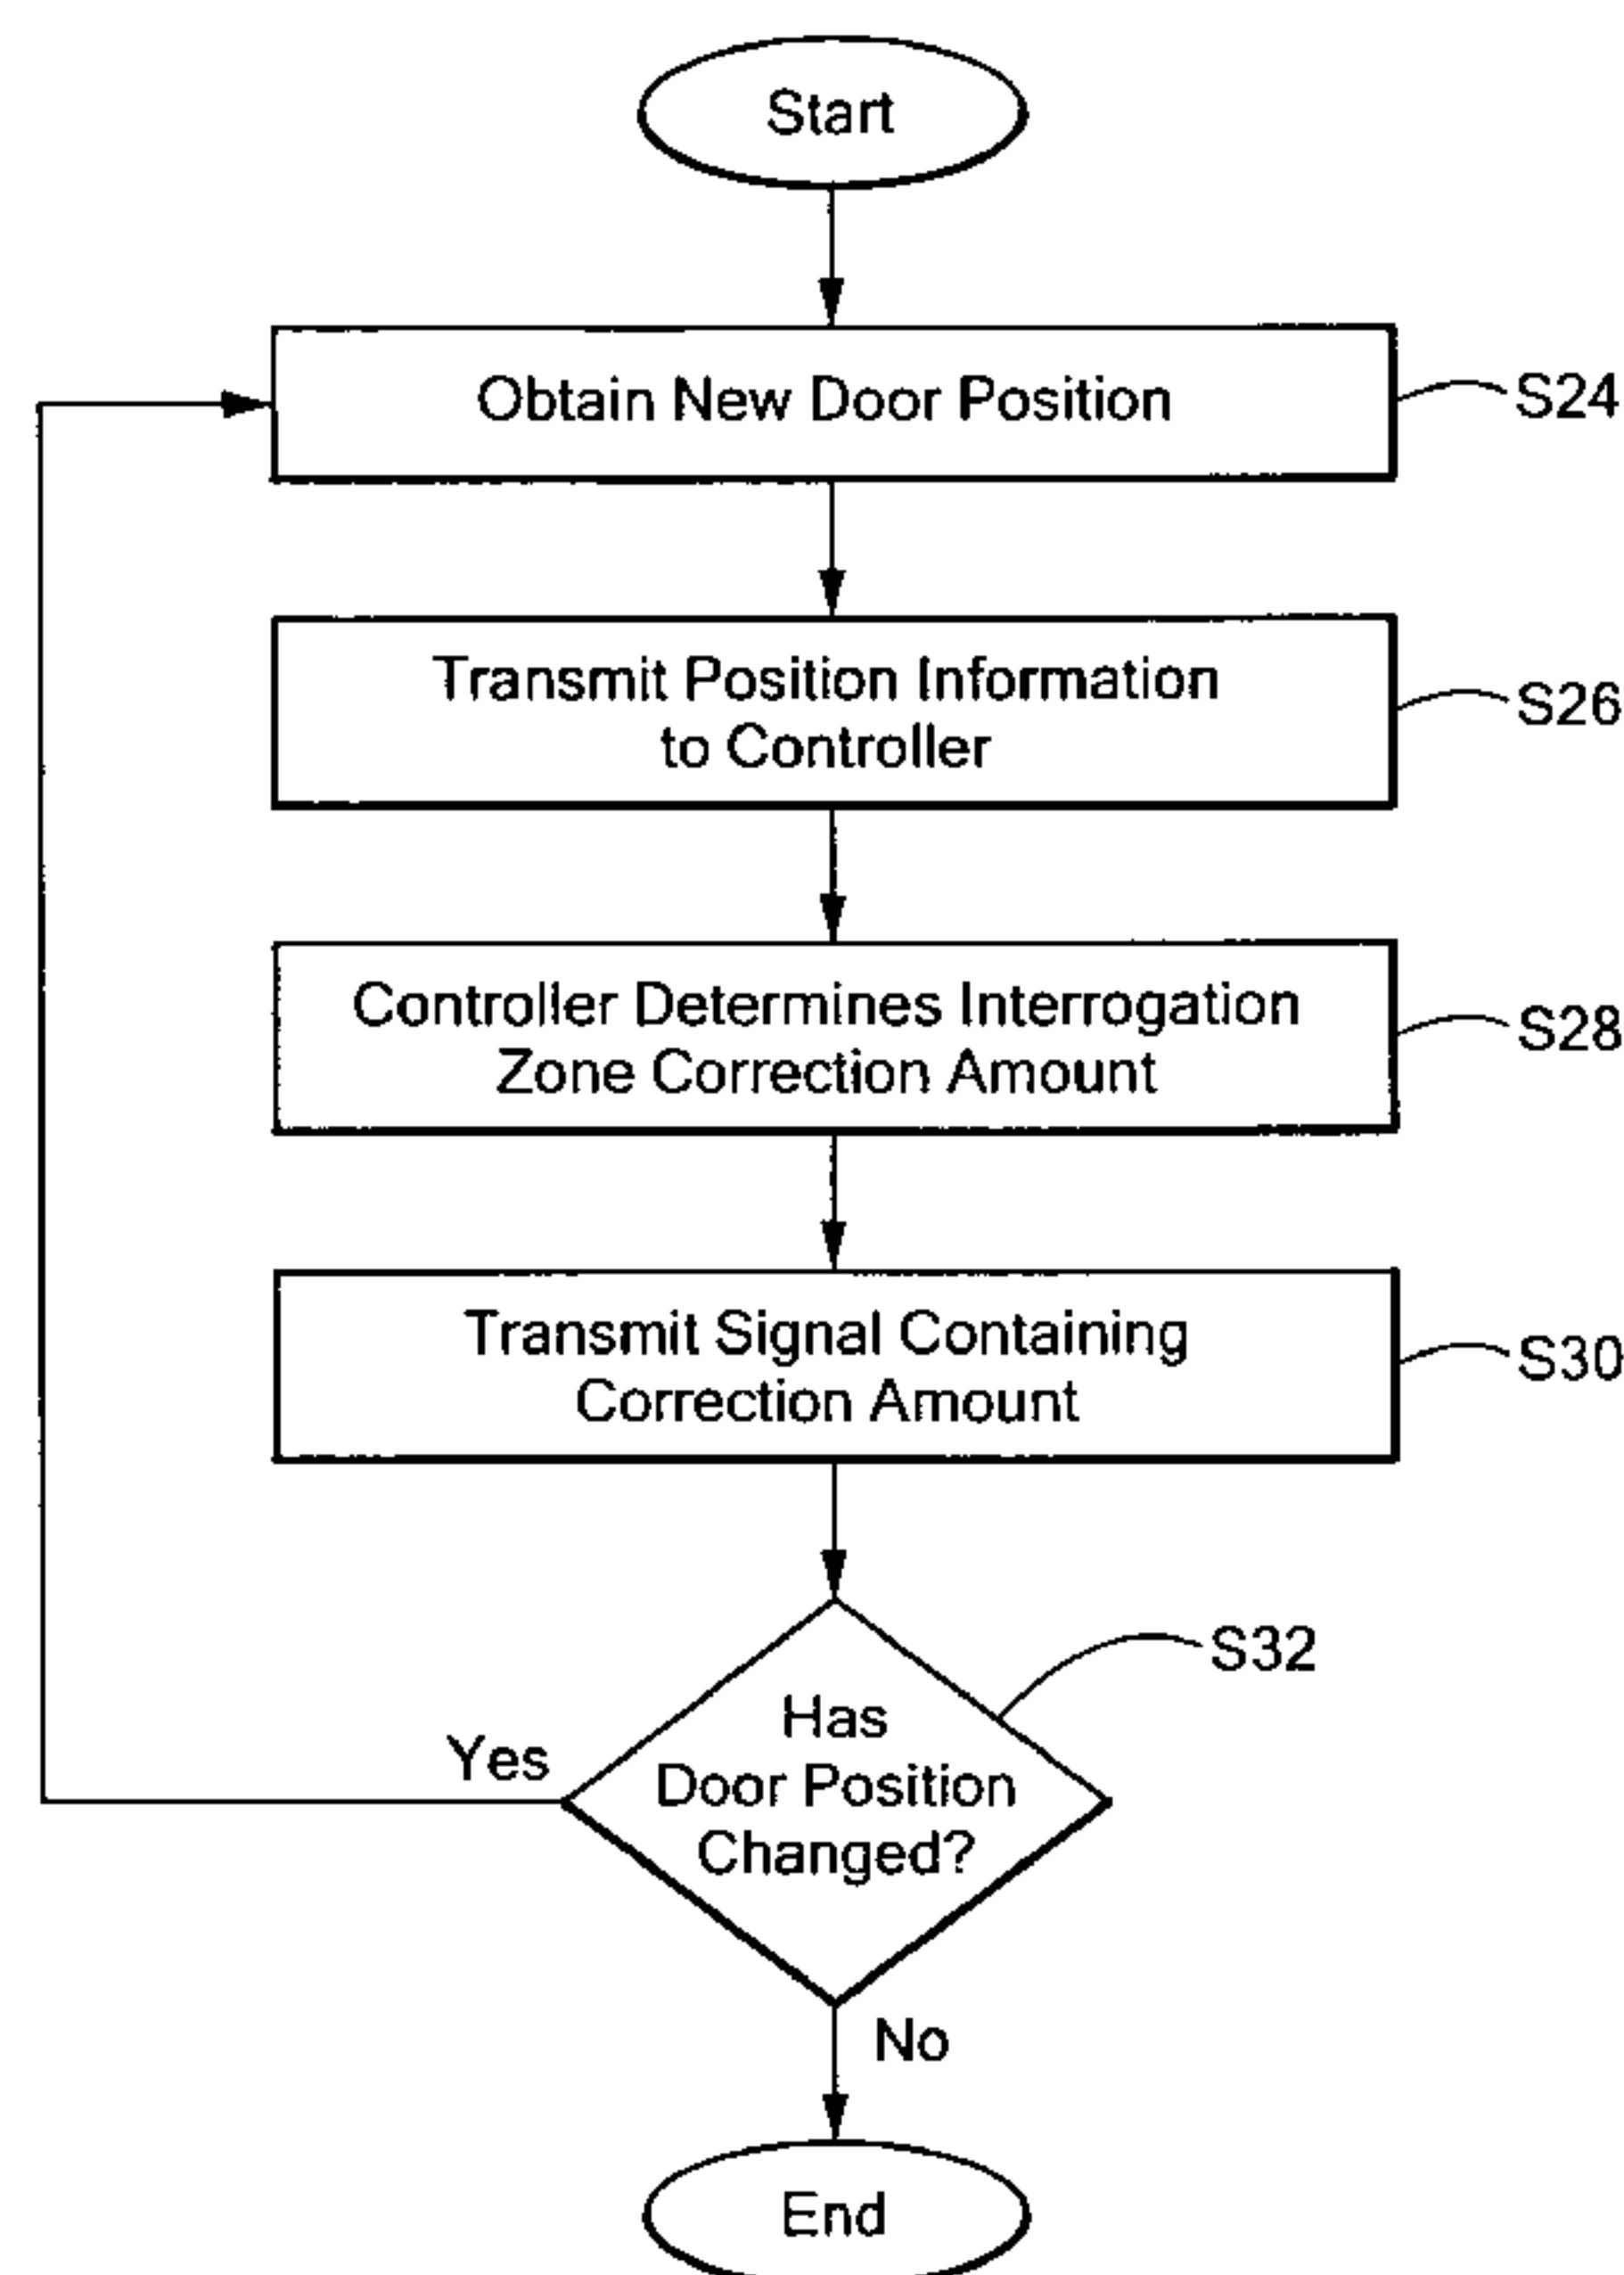 Start
Obtain New Door Position
S24
Transmit Position Information
to Controller
S26
Controller Determines Interrogation
Zone Correction Amount
S28
Transmit Signal Containing
Correction Amount
S30
S32
Has
Door Position
Changed?
Yes
No
End